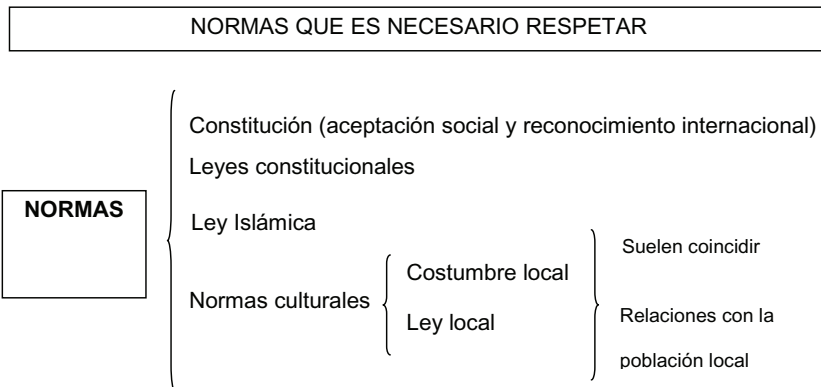 NORMAS QUE ES NECESARIO RESPETAR
Constitución (aceptación social y reconocimiento internacional)
Leyes constitucionales
NORMAS
Ley Islámica
Normas culturales
Costumbre local
Ley local
Suelen coincidir
Relaciones con la
población local